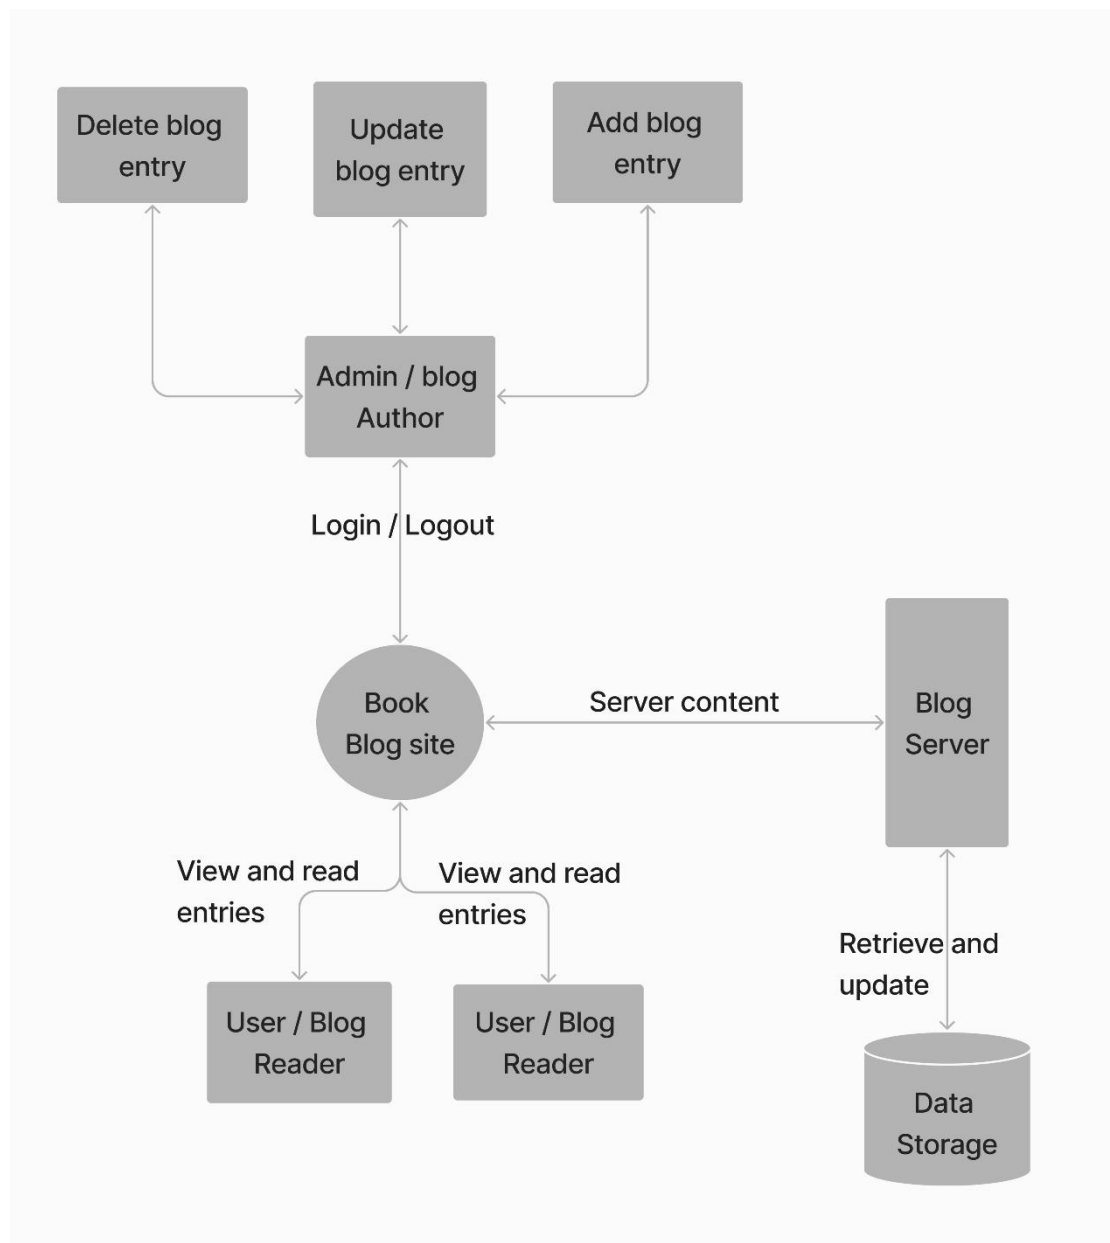 Delete blog
entry
Update
blog entry
Add blog
entry
Admin / blog
Author
Login / Logout
Book
Blog site
Server content
Blog
Server
View and read
entries
View and read
entries
Retrieve and
update
User / Blog
Reader
User / Blog
Reader
Data
Storage